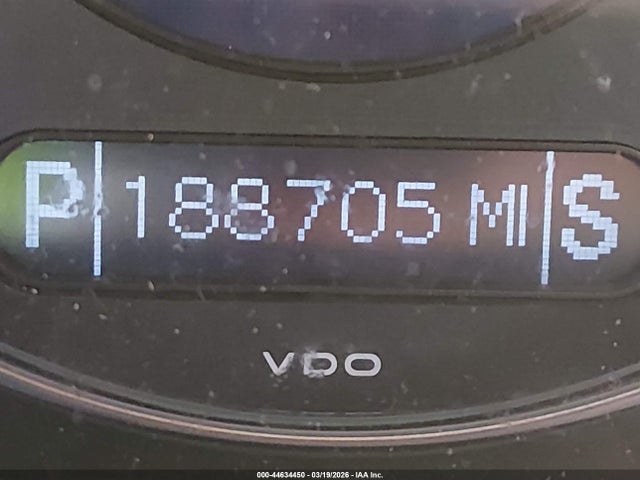 P 188705 MI S
VDO
000-44634450 - 03/19/2026 - IAA Inc.